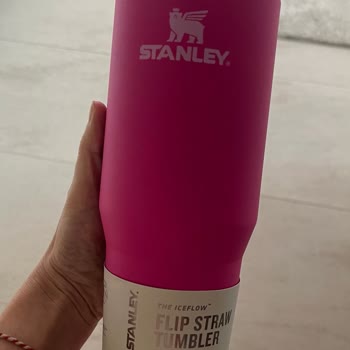 STANLEY®
STANLEY
THE ICEFLOW™
FLIP STRAW
TUMBLER